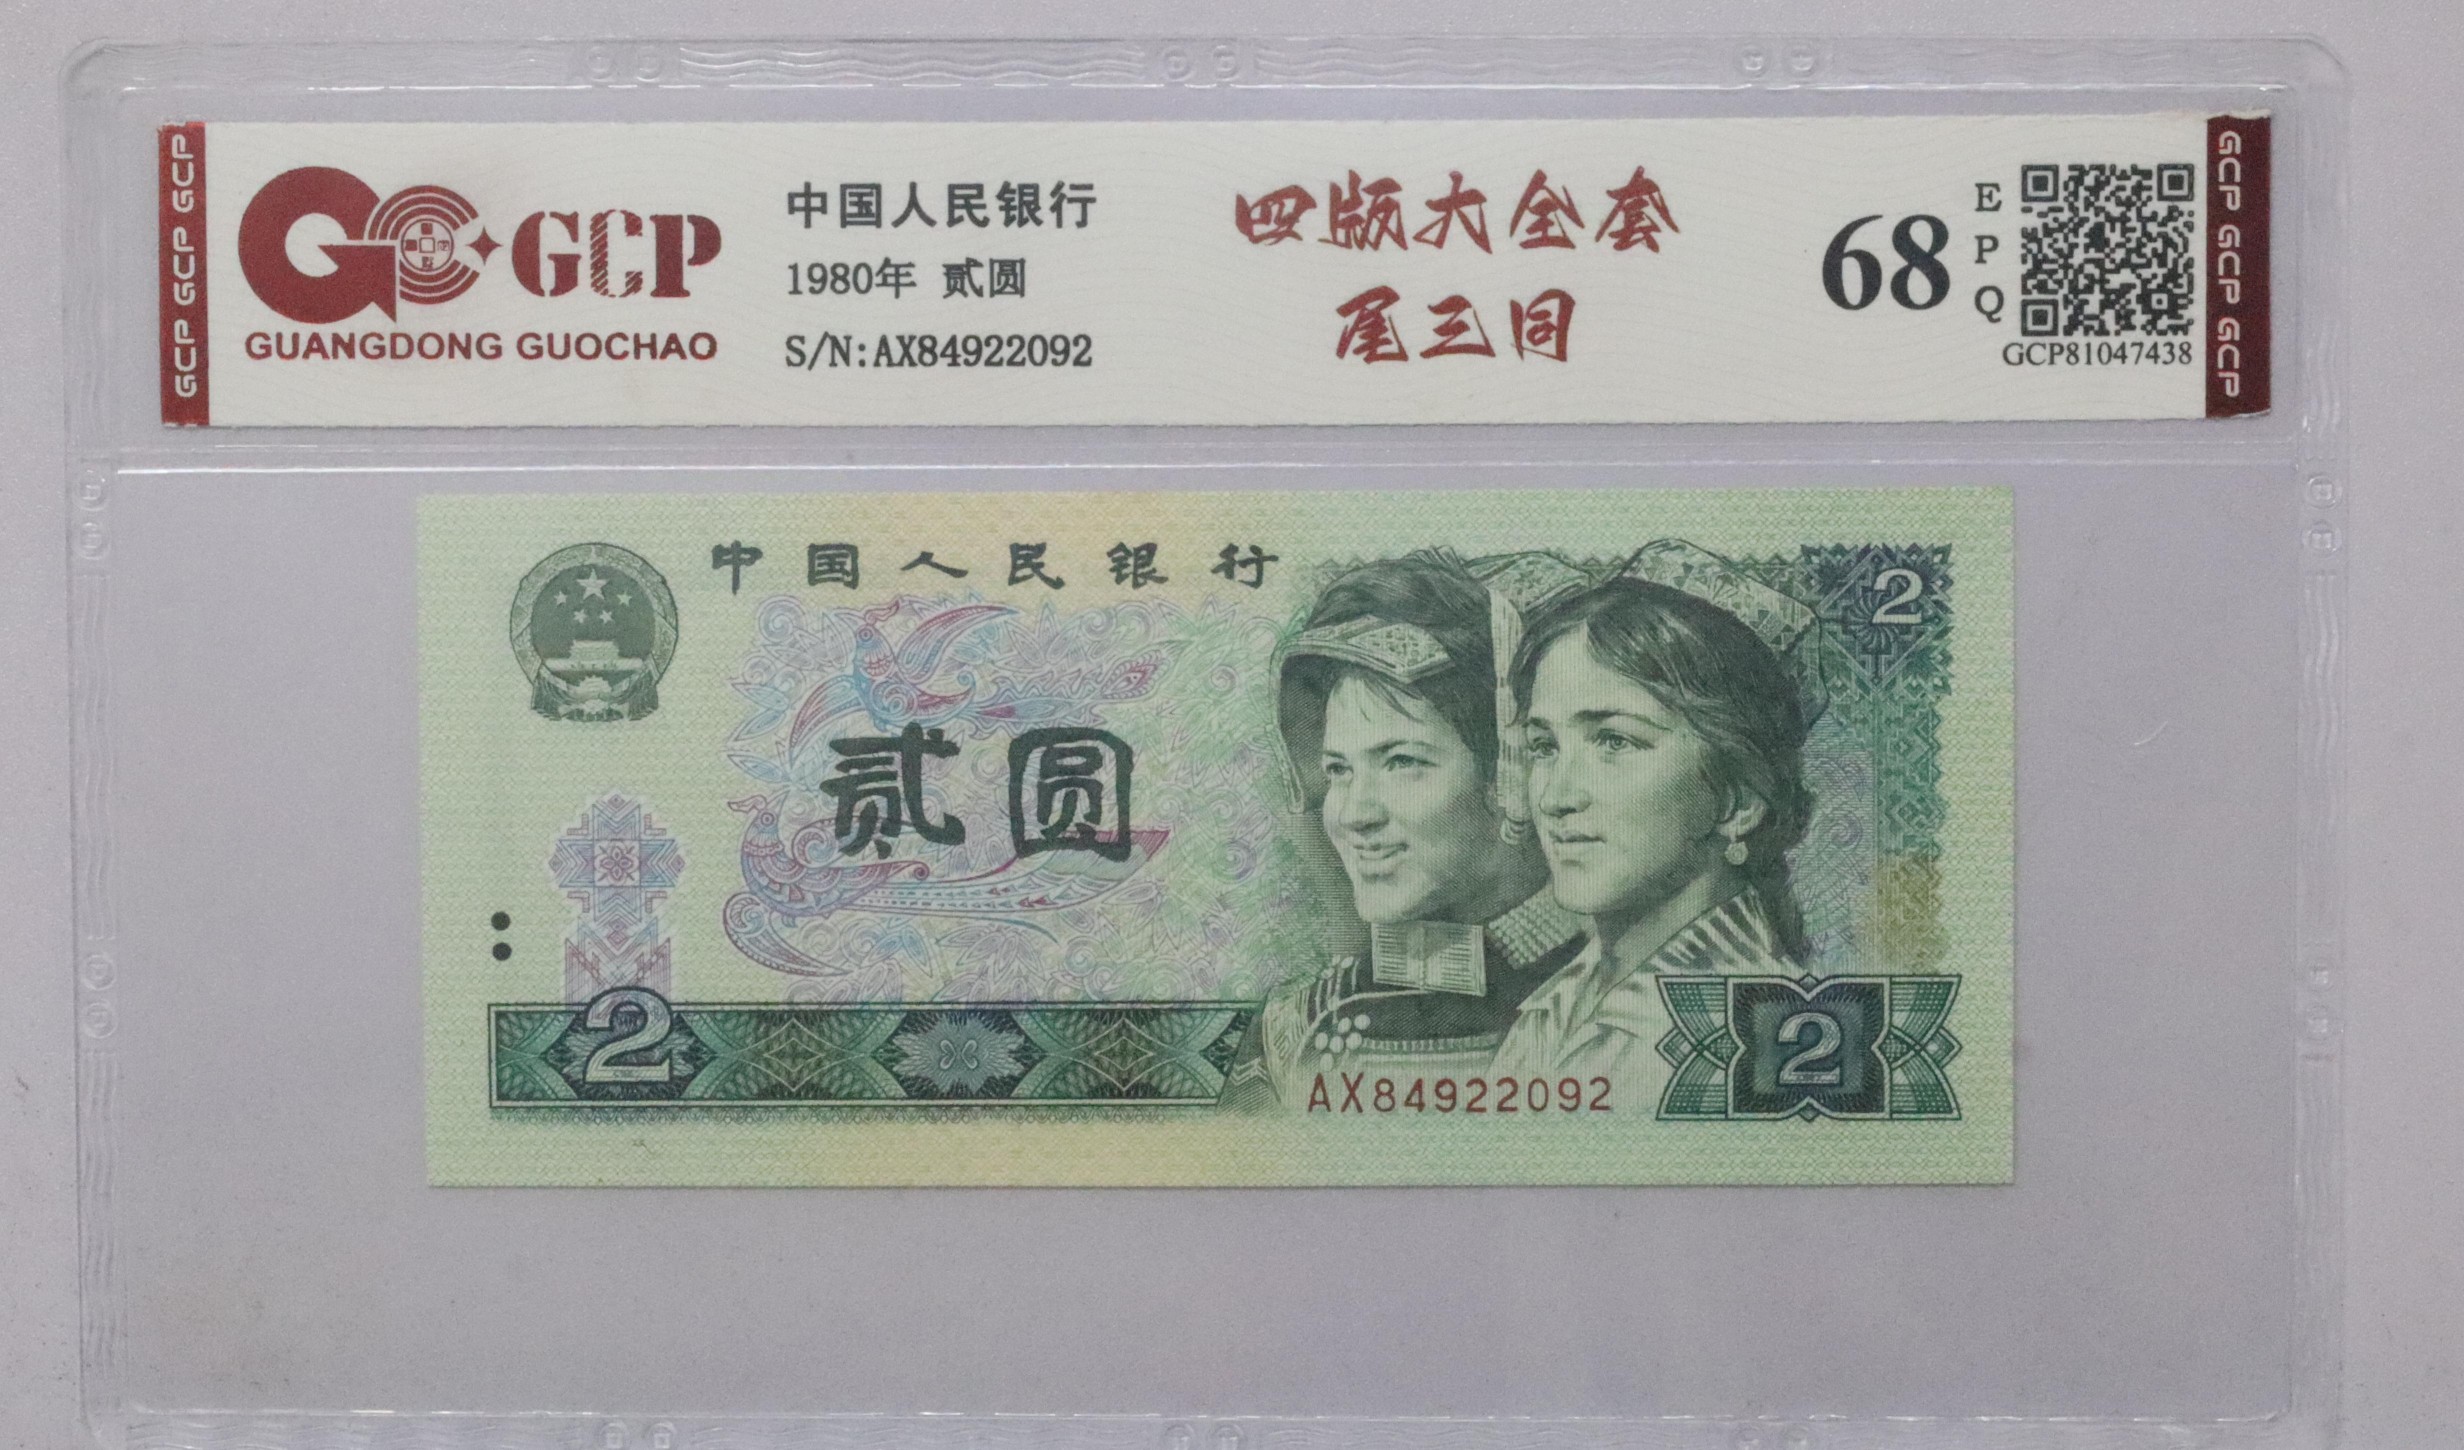 GCP GCP GCP
GCP
GUANGDONG GUOCHAO
中国人民银行
1980年 贰圆
S/N:AX84922092
四版大全套
尾三同
68
EPQ
GCP81047438
GCP GCP GCP
中国人民银行
2
贰圆
2
2
AX84922092